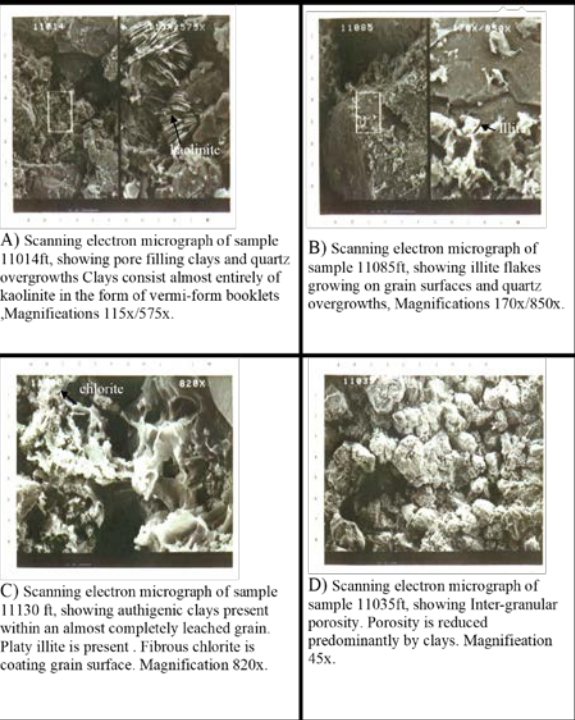 11014
115X/575X
kaolinite
A) Scanning electron micrograph of sample
11014ft, showing pore filling clays and quartz
overgrowths Clays consist almost entirely of
kaolinite in the form of vermi-form booklets
,Magnifieations 115x/575x.
11085
170X/850X
illite
B) Scanning electron micrograph of
sample 11085ft, showing illite flakes
growing on grain surfaces and quartz
overgrowths, Magnifications 170x/850x.
820X
chlorite
C) Scanning electron micrograph of sample
11130 ft, showing authigenic clays present
within an almost completely leached grain.
Platy illite is present . Fibrous chlorite is
coating grain surface. Magnification 820x.
D) Scanning electron micrograph of
sample 11035ft, showing Inter-granular
porosity. Porosity is reduced
predominantly by clays. Magnifieation
45x.